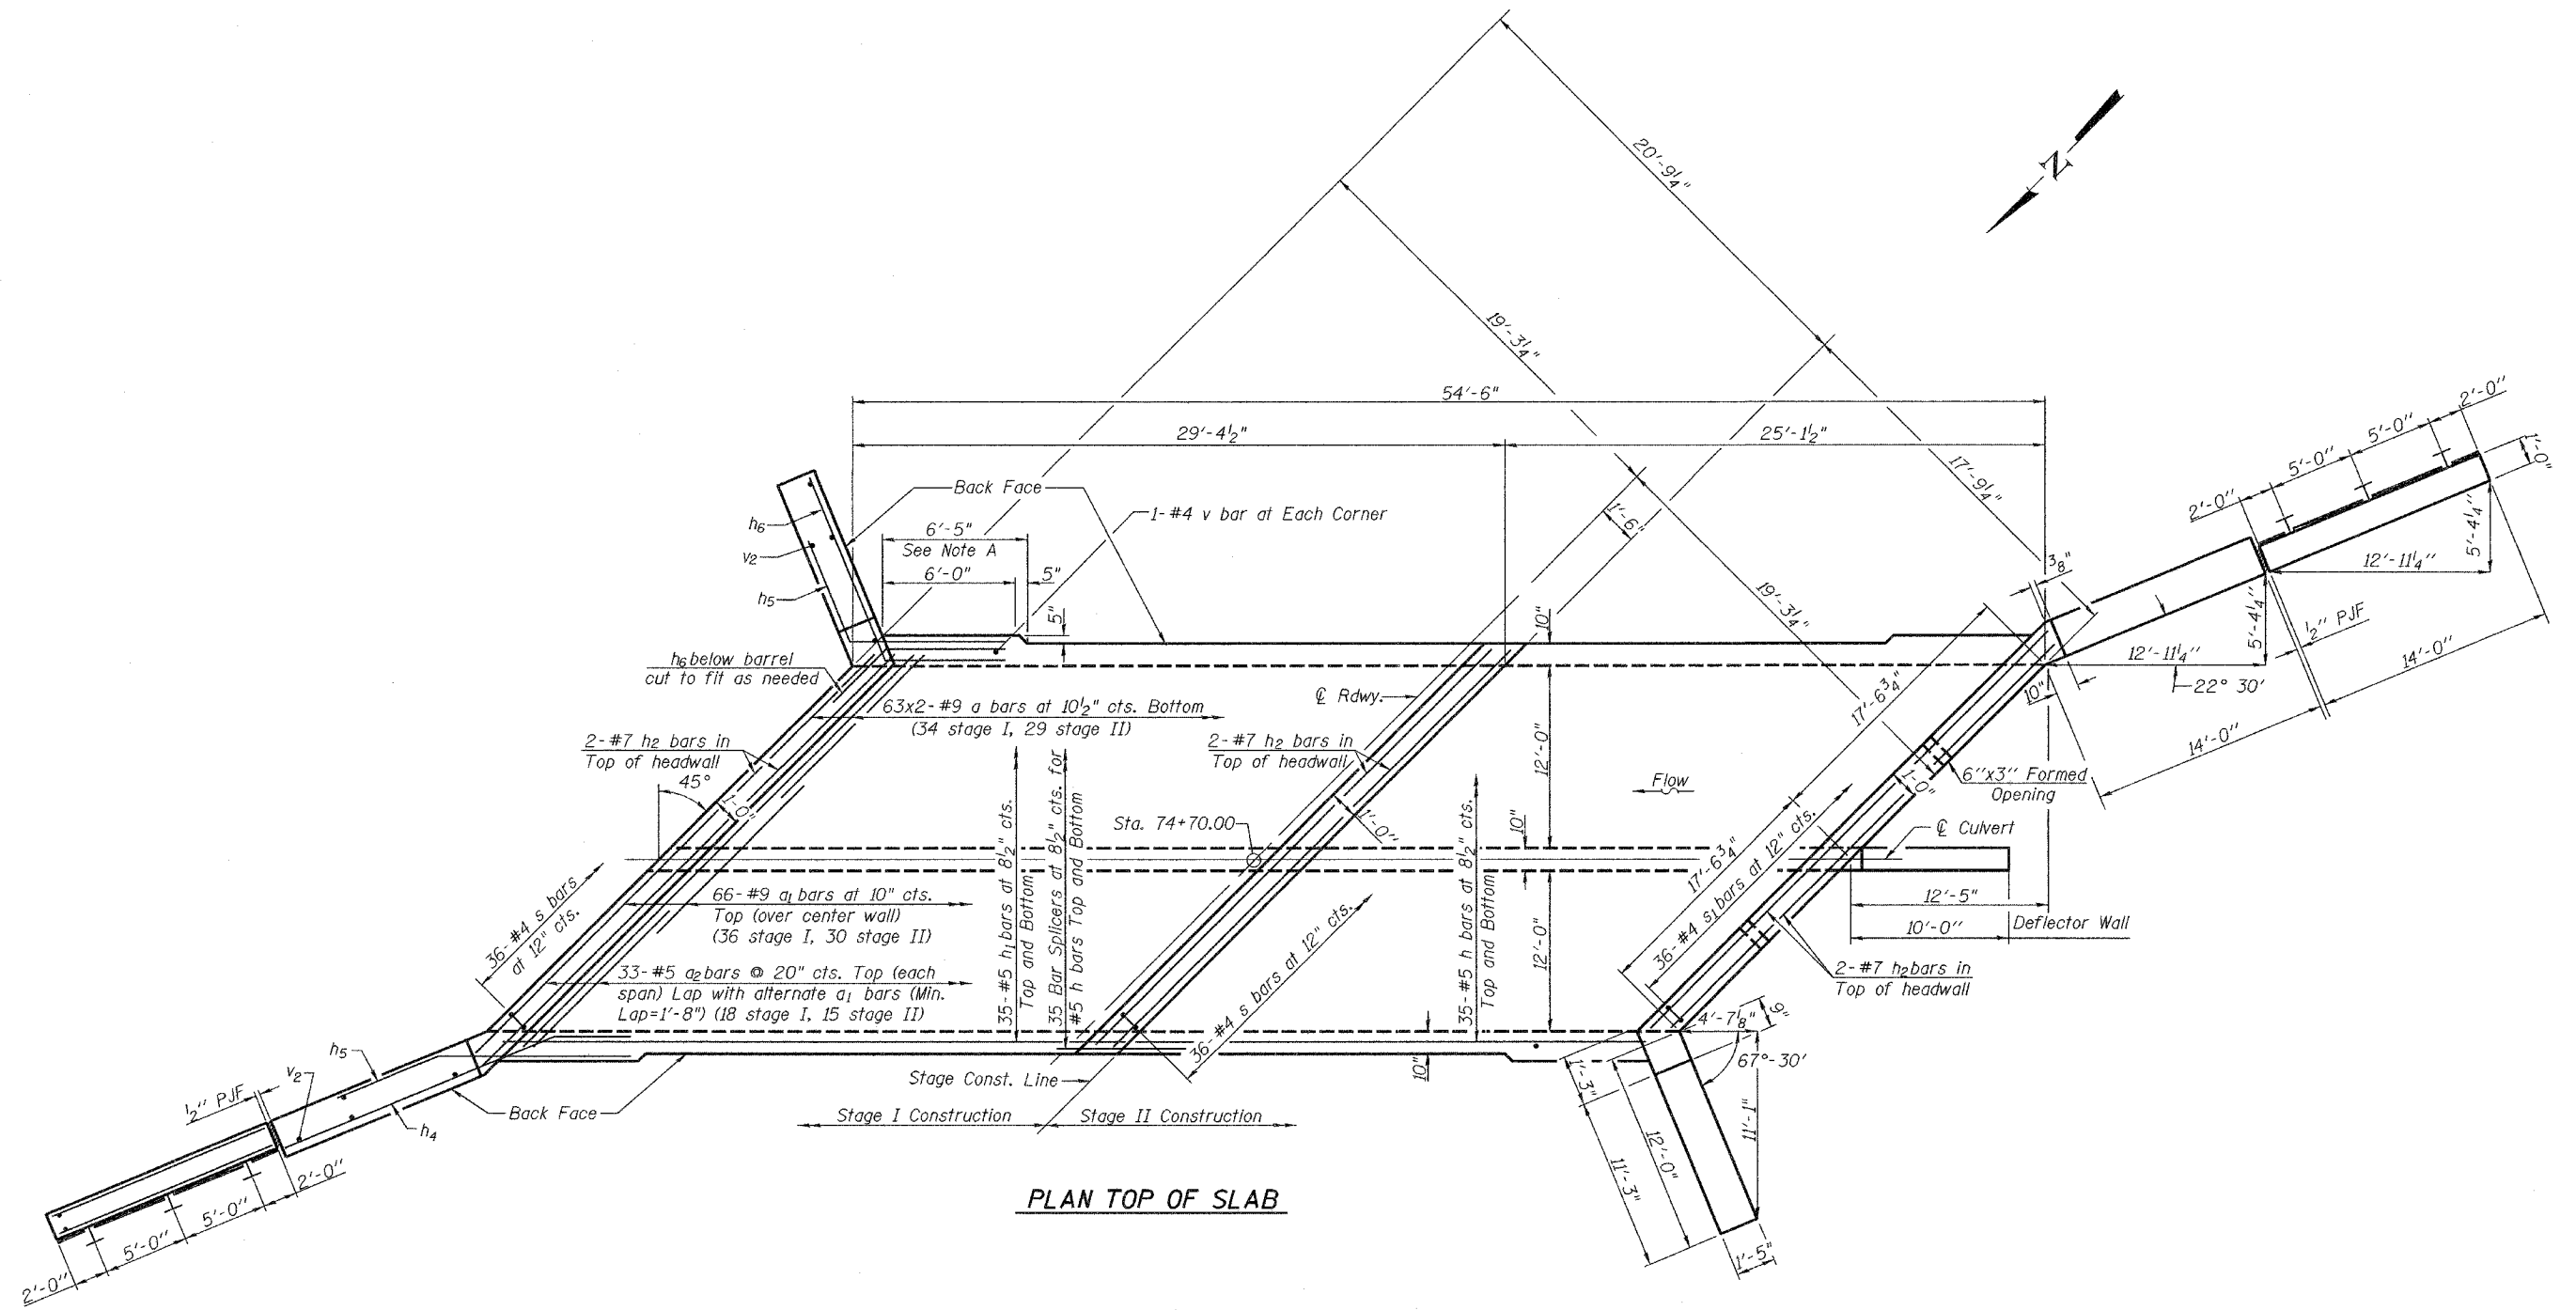 20'-9¼"
N
19'-3¼"
54'-6"
29'-4½"
25'-1½"
17'-9¼"
2'-0"
5'-0"
5'-0"
2'-0"
1'-0"
5'-4¼"
12'-11¼"
⅜"
5'-4¼"
½" PJF
14'-0"
12'-11¼"
22° 30'
10"
14'-0"
Back Face
1-#4 v bar at Each Corner
h6
v2
h5
6'-5"
See Note A
6'-0"
5"
5"
1'-6"
10"
19'-3¼"
h6 below barrel
cut to fit as needed
63x2-#9 a bars at 10½" cts. Bottom
(34 stage I, 29 stage II)
℄ Rdwy.
17'-6¾"
2-#7 h2 bars in
Top of headwall
45°
1'-0"
2-#7 h2 bars in
Top of headwall
12'-0"
Flow
6"x3" Formed
Opening
1'-0"
Sta. 74+70.00
1'-0"
10"
℄ Culvert
35-#5 h1 bars at 8½" cts.
Top and Bottom
35 Bar Splicers at 8½" cts. for
#5 h bars Top and Bottom
35-#5 h bars at 8½" cts.
Top and Bottom
17'-6¾"
36-#4 s1 bars at 12" cts.
12'-5"
10'-0"
Deflector Wall
36-#4 s bars
at 12" cts.
66-#9 a1 bars at 10" cts.
Top (over center wall)
(36 stage I, 30 stage II)
33-#5 a2 bars @ 20" cts. Top (each
span) Lap with alternate a1 bars (Min.
Lap=1'-8") (18 stage I, 15 stage II)
36-#4 s bars at 12" cts.
12'-0"
2-#7 h2 bars in
Top of headwall
4'-7⅞"
9"
67°-30'
10"
1'-3"
11'-3"
12'-0"
11'-1"
1'-5"
h5
v2
½" PJF
h4
Back Face
Stage Const. Line
Stage I Construction
Stage II Construction
2'-0"
5'-0"
5'-0"
2'-0"
PLAN TOP OF SLAB